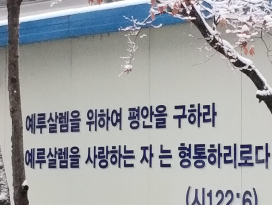 예루살렘을 위하여 평안을 구하라
예루살렘을 사랑하는 자 는 형통하리로다
(시122:6)